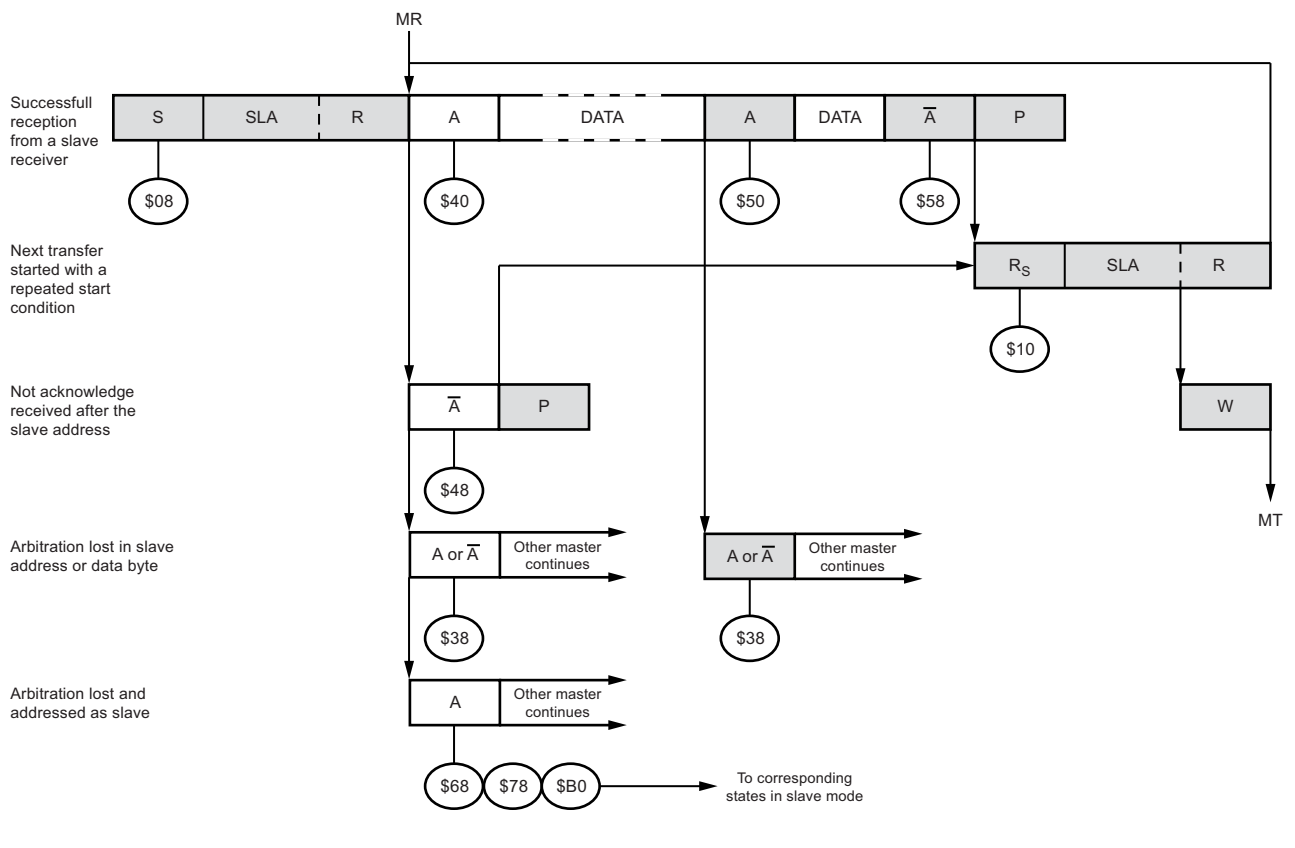 MR
Successfull
reception
from a slave
receiver
S SLA R A DATA A DATA A̅ P
$08 $40 $50 $58
Next transfer
started with a
repeated start
condition
RS SLA R
$10
Not acknowledge
received after the
slave address
A̅ P
W
$48
MT
Arbitration lost in slave
address or data byte
A or A̅
Other master
continues
A or A̅
Other master
continues
$38 $38
Arbitration lost and
addressed as slave
A
Other master
continues
$68 $78 $B0
To corresponding
states in slave mode